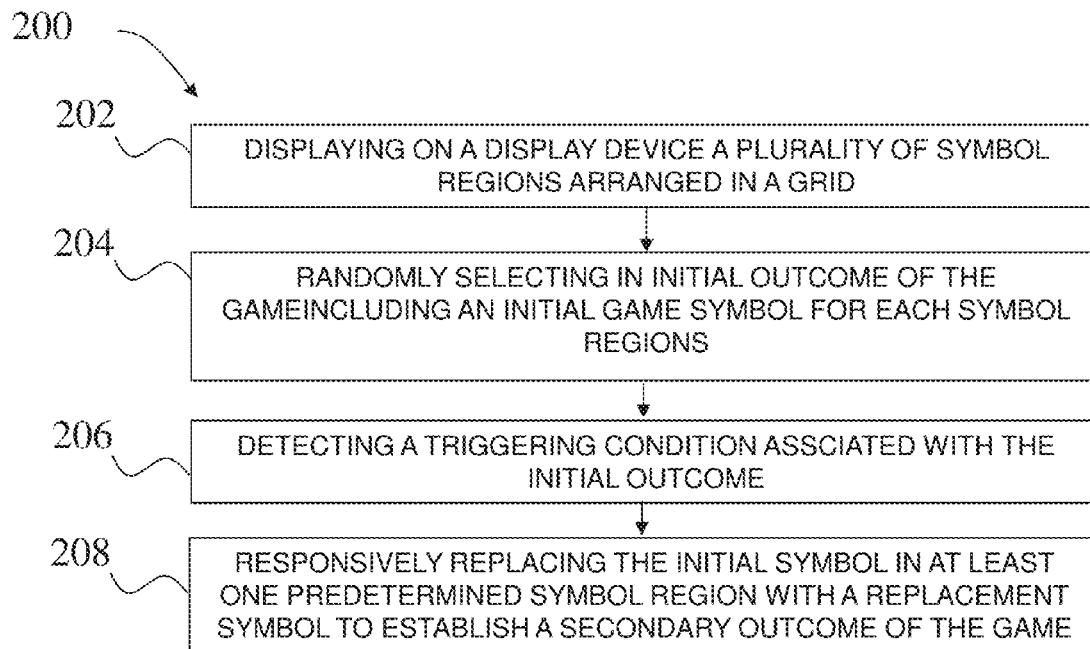 200
202
DISPLAYING ON A DISPLAY DEVICE A PLURALITY OF SYMBOL
REGIONS ARRANGED IN A GRID
204
RANDOMLY SELECTING IN INITIAL OUTCOME OF THE
GAMEINCLUDING AN INITIAL GAME SYMBOL FOR EACH SYMBOL
REGIONS.
206
DETECTING A TRIGGERING CONDITION ASSCIATED WITH THE
INITIAL OUTCOME.
208
RESPONSIVELY REPLACING THE INITIAL SYMBOL IN AT LEAST
ONE PREDETERMINED SYMBOL REGION WITH A REPLACEMENT
SYMBOL TO ESTABLISH A SECONDARY OUTCOME OF THE GAME